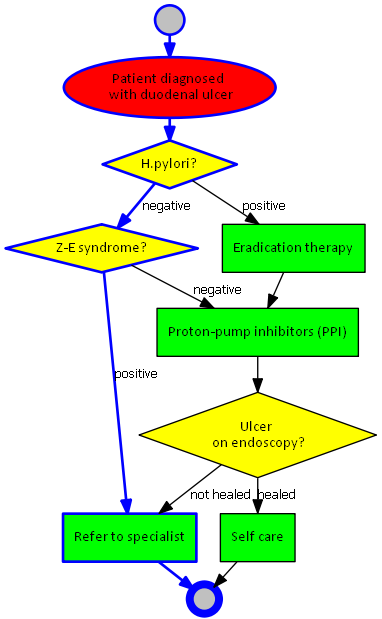 Patient diagnosed
with duodenal ulcer
H.pylori?
negative
positive
Z-E syndrome?
Eradication therapy
negative
Proton-pump inhibitors (PPI)
positive
Ulcer
on endoscopy?
not healed
healed
Refer to specialist
Self care